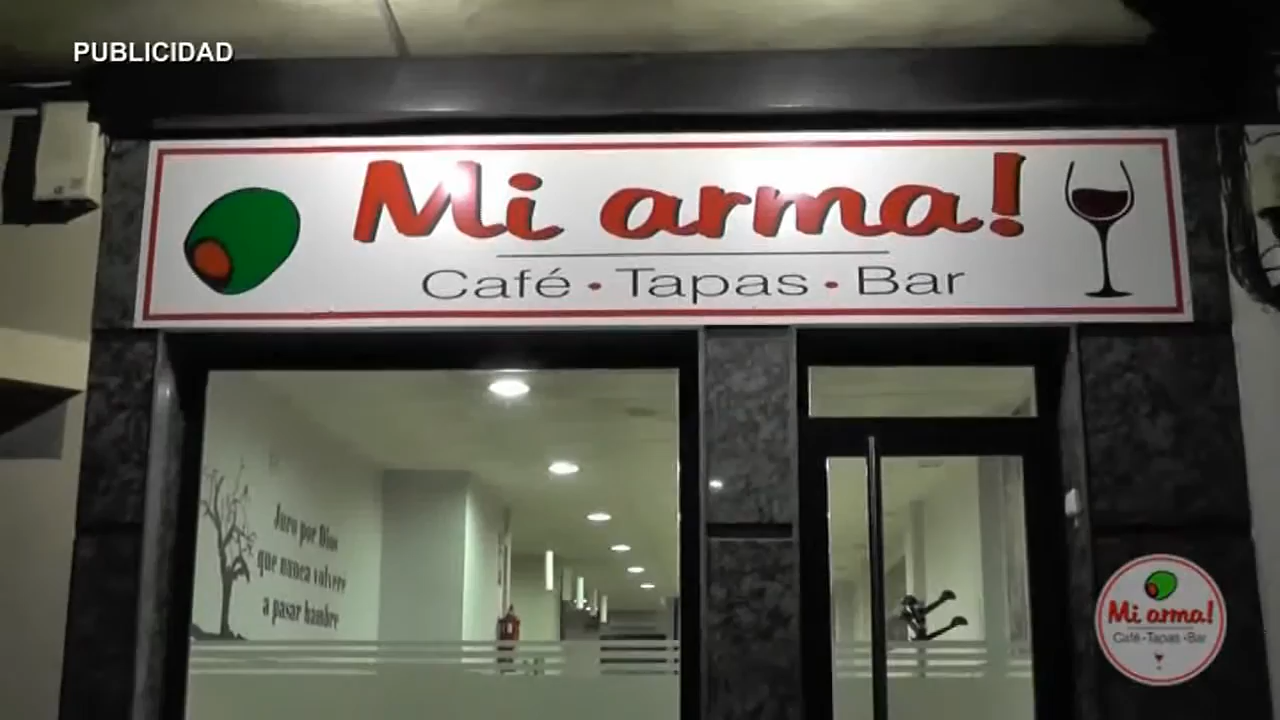 PUBLICIDAD
Mi arma!
Café • Tapas • Bar
Juro por Dios
que nunca volveré
a pasar hambre
Mi arma!
Café • Tapas • Bar